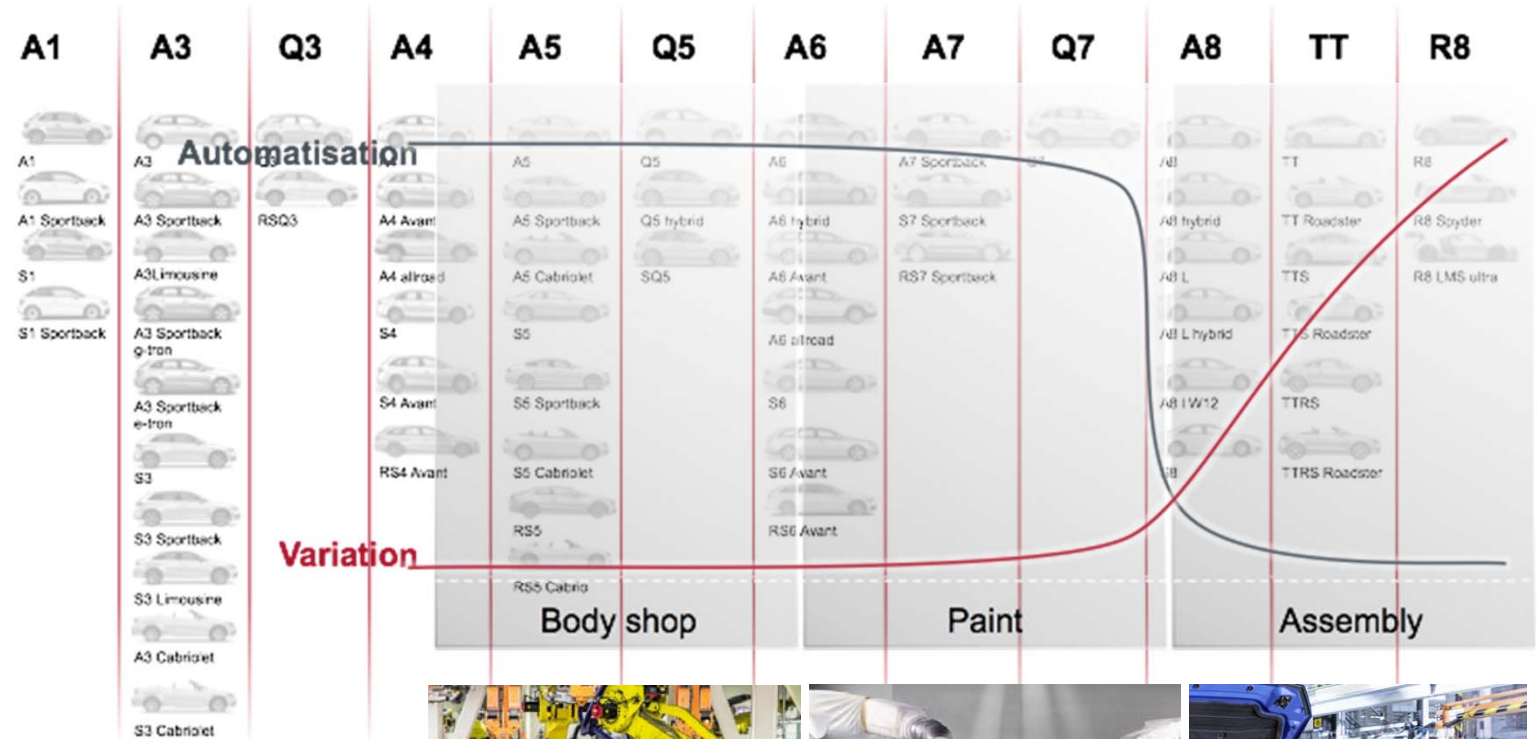 A1
A3
Q3
A4
A5
Q5
A6
A7
Q7
A8
TT
R8
A1
A1 Sportback
S1
S1 Sportback
A3
A3 Sportback
A3Limousine
A3 Sportback
g-tron
A3 Sportback
e-tron
S3
S3 Sportback
S3 Limousine
A3 Cabriolet
S3 Cabriolet
RSQ3
A4 Avant
A4 allroad
S4
S4 Avant
RS4 Avant
A5
A5 Sportback
A5 Cabriolet
S5
S5 Sportback
S5 Cabriolet
RS5
RS5 Cabrio
Q5
Q5 hybrid
SQ5
A6
A6 hybrid
A6 Avant
A6 allroad
S6
S6 Avant
RS6 Avant
A7 Sportback
S7 Sportback
RS7 Sportback
A8
A8 hybrid
A8 L
A8 L hybrid
A8 l W12
S8
TT
TT Roadster
TTS
TTS Roadster
TTRS
TTRS Roadster
R8
R8 Spyder
R8 LMS ultra
Automatisation
Variation
Body shop
Paint
Assembly